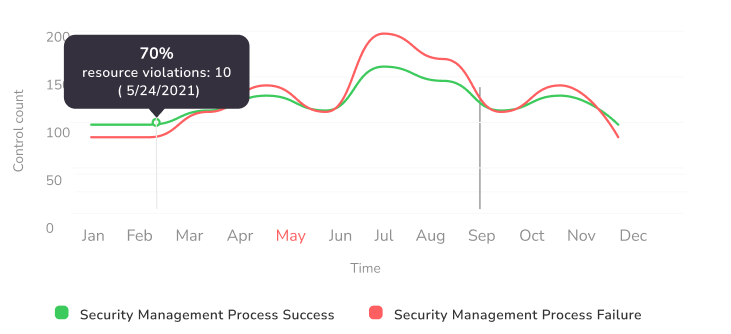 200
70%
resource violations: 10
( 5/24/2021)
150
Control count
100
50
0
Jan Feb Mar Apr May Jun Jul Aug Sep Oct Nov Dec
Time
Security Management Process Success Security Management Process Failure